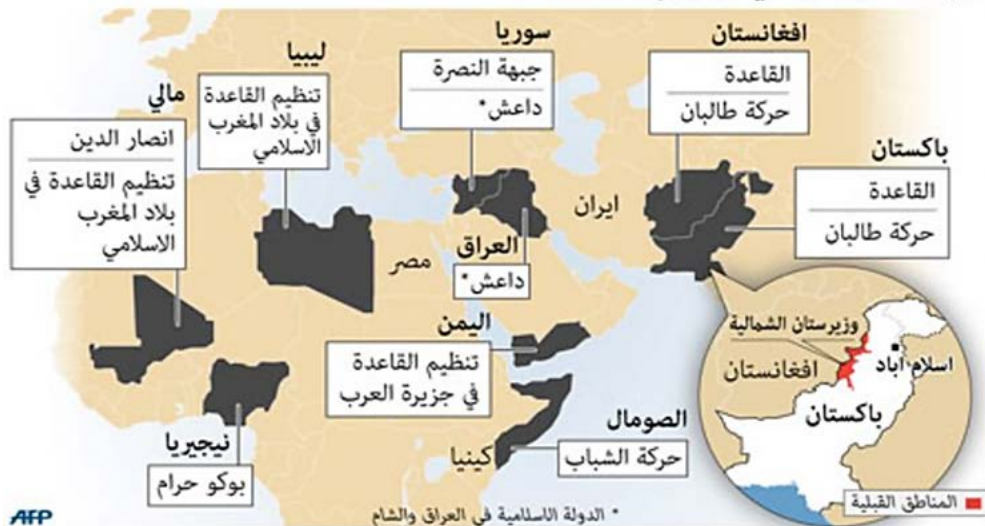 افغانستان
القاعدة
حركة طالبان
سوريا
جبهة النصرة
داعش*
ليبيا
تنظيم القاعدة
في بلاد المغرب
الاسلامي
مالي
انصار الدين
تنظيم القاعدة في
بلاد المغرب
الاسلامي
باكستان
القاعدة
حركة طالبان
ايران
العراق
داعش*
مصر
اليمن
تنظيم القاعدة
في جزيرة العرب
الصومال
حركة الشباب
كينيا
نيجيريا
بوكو حرام
وزيرستان الشمالية
افغانستان
اسلام آباد
باكستان
المناطق القبلية
* الدولة الاسلامية في العراق والشام
AFP